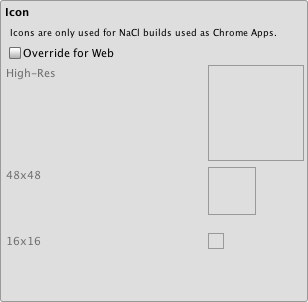 Icon
Icons are only used for NaCl builds used as Chrome Apps.
Override for Web
High-Res
48x48
16x16